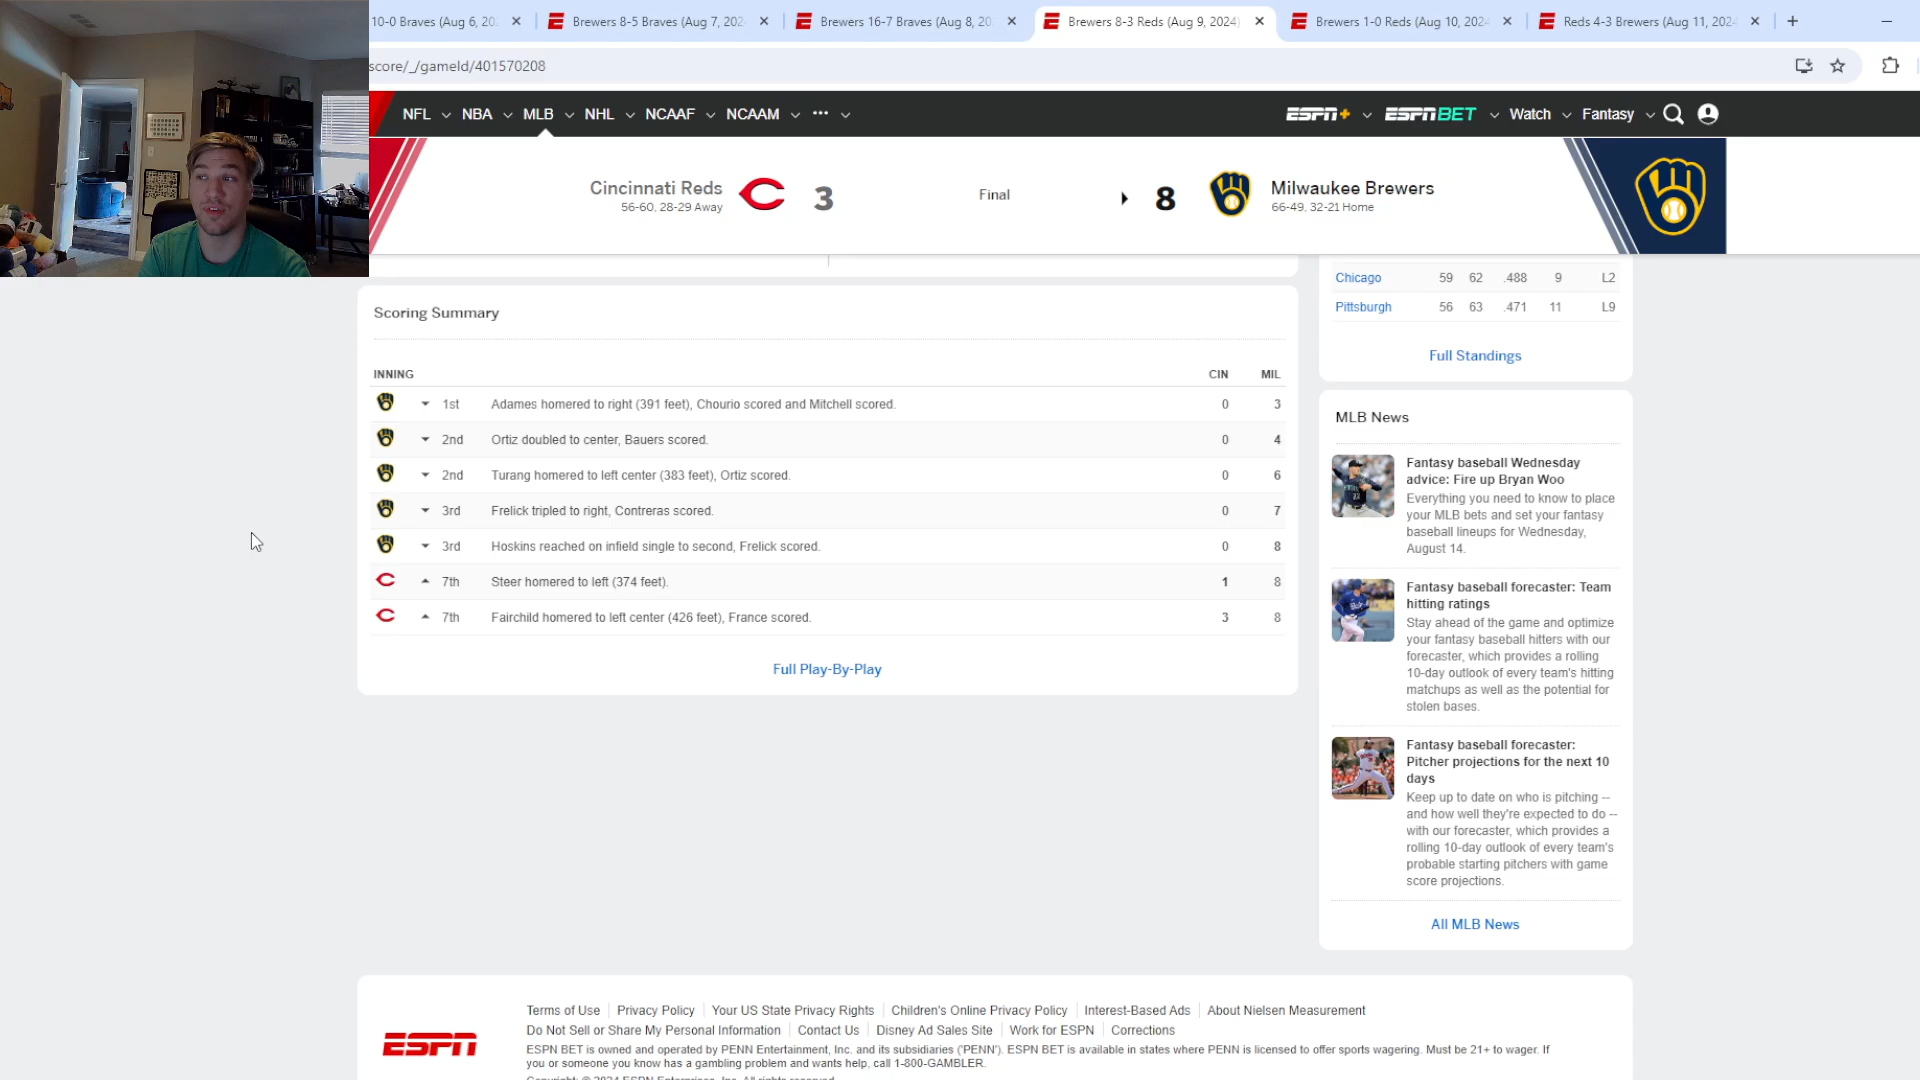 10-0 Braves (Aug 6, 20
Brewers 8-5 Braves (Aug 7, 202
Brewers 16-7 Braves (Aug 8, 20
Brewers 8-3 Reds (Aug 9, 2024)
Brewers 1-0 Reds (Aug 10, 2024
Reds 4-3 Brewers (Aug 11, 202
score/_/gameId/401570208
NFL NBA MLB NHL NCAAF NCAAM
ESPN+ ESPN BET Watch Fantasy
Cincinnati Reds
56-60, 28-29 Away
3
Final
8
Milwaukee Brewers
66-49, 32-21 Home
Scoring Summary
INNING CIN MIL
1st Adames homered to right (391 feet), Chourio scored and Mitchell scored. 0 3
2nd Ortiz doubled to center, Bauers scored. 0 4
2nd Turang homered to left center (383 feet), Ortiz scored. 0 6
3rd Frelick tripled to right, Contreras scored. 0 7
3rd Hoskins reached on infield single to second, Frelick scored. 0 8
7th Steer homered to left (374 feet). 1 8
7th Fairchild homered to left center (426 feet), France scored. 3 8
Full Play-By-Play
Chicago 59 62 .488 9 L2
Pittsburgh 56 63 .471 11 L9
Full Standings
MLB News
Fantasy baseball Wednesday
advice: Fire up Bryan Woo
Everything you need to know to place
your MLB bets and set your fantasy
baseball lineups for Wednesday,
August 14.
Fantasy baseball forecaster: Team
hitting ratings
Stay ahead of the game and optimize
your fantasy baseball hitters with our
forecaster, which provides a rolling
10-day outlook of every team's hitting
matchups as well as the potential for
stolen bases.
Fantasy baseball forecaster:
Pitcher projections for the next 10
days
Keep up to date on who is pitching --
and how well they're expected to do --
with our forecaster, which provides a
rolling 10-day outlook of every team's
probable starting pitchers with game
score projections.
All MLB News
ESPN
Terms of Use Privacy Policy Your US State Privacy Rights Children's Online Privacy Policy Interest-Based Ads About Nielsen Measurement
Do Not Sell or Share My Personal Information Contact Us Disney Ad Sales Site Work for ESPN Corrections
ESPN BET is owned and operated by PENN Entertainment, Inc. and its subsidiaries ('PENN'). ESPN BET is available in states where PENN is licensed to offer sports wagering. Must be 21+ to wager. If
you or someone you know has a gambling problem and wants help, call 1-800-GAMBLER.
Copyright: © 2024 ESPN Enterprises, Inc. All rights reserved.